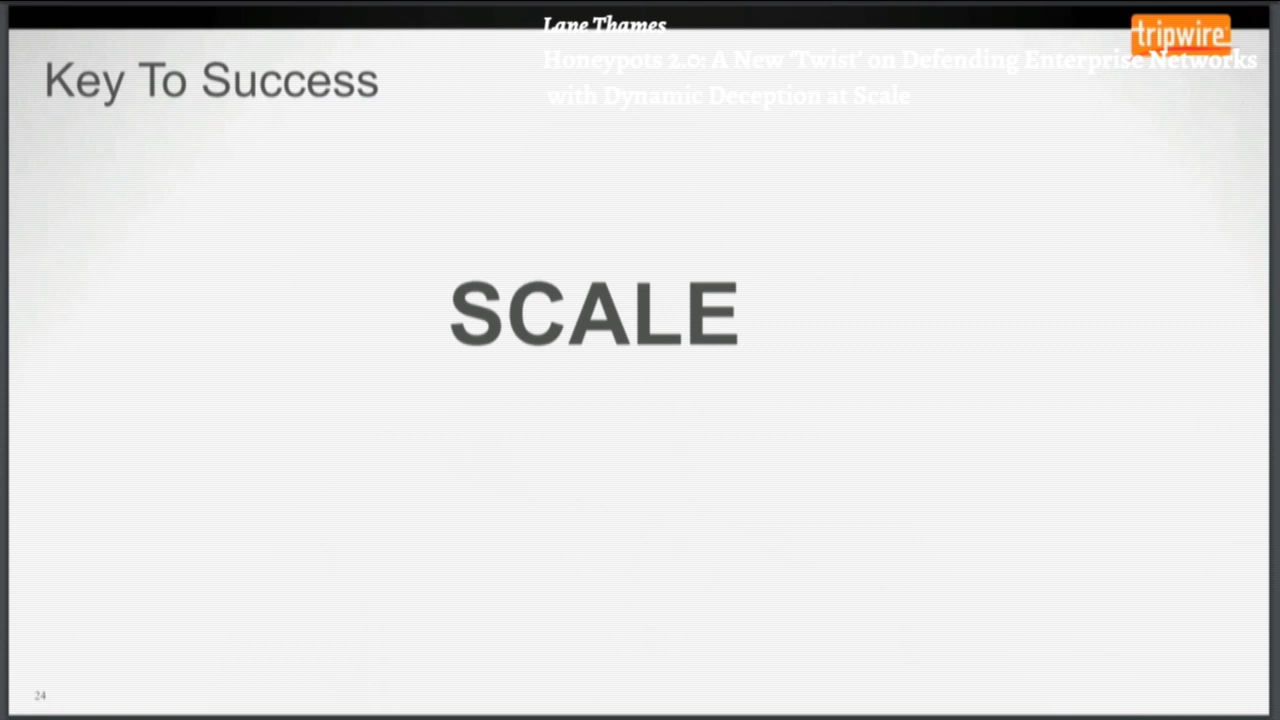 Lane Thames
tripwire
Honeypots 2.0: A New 'Twist' on Defending Enterprise Networks
with Dynamic Deception at Scale
Key To Success
SCALE
24